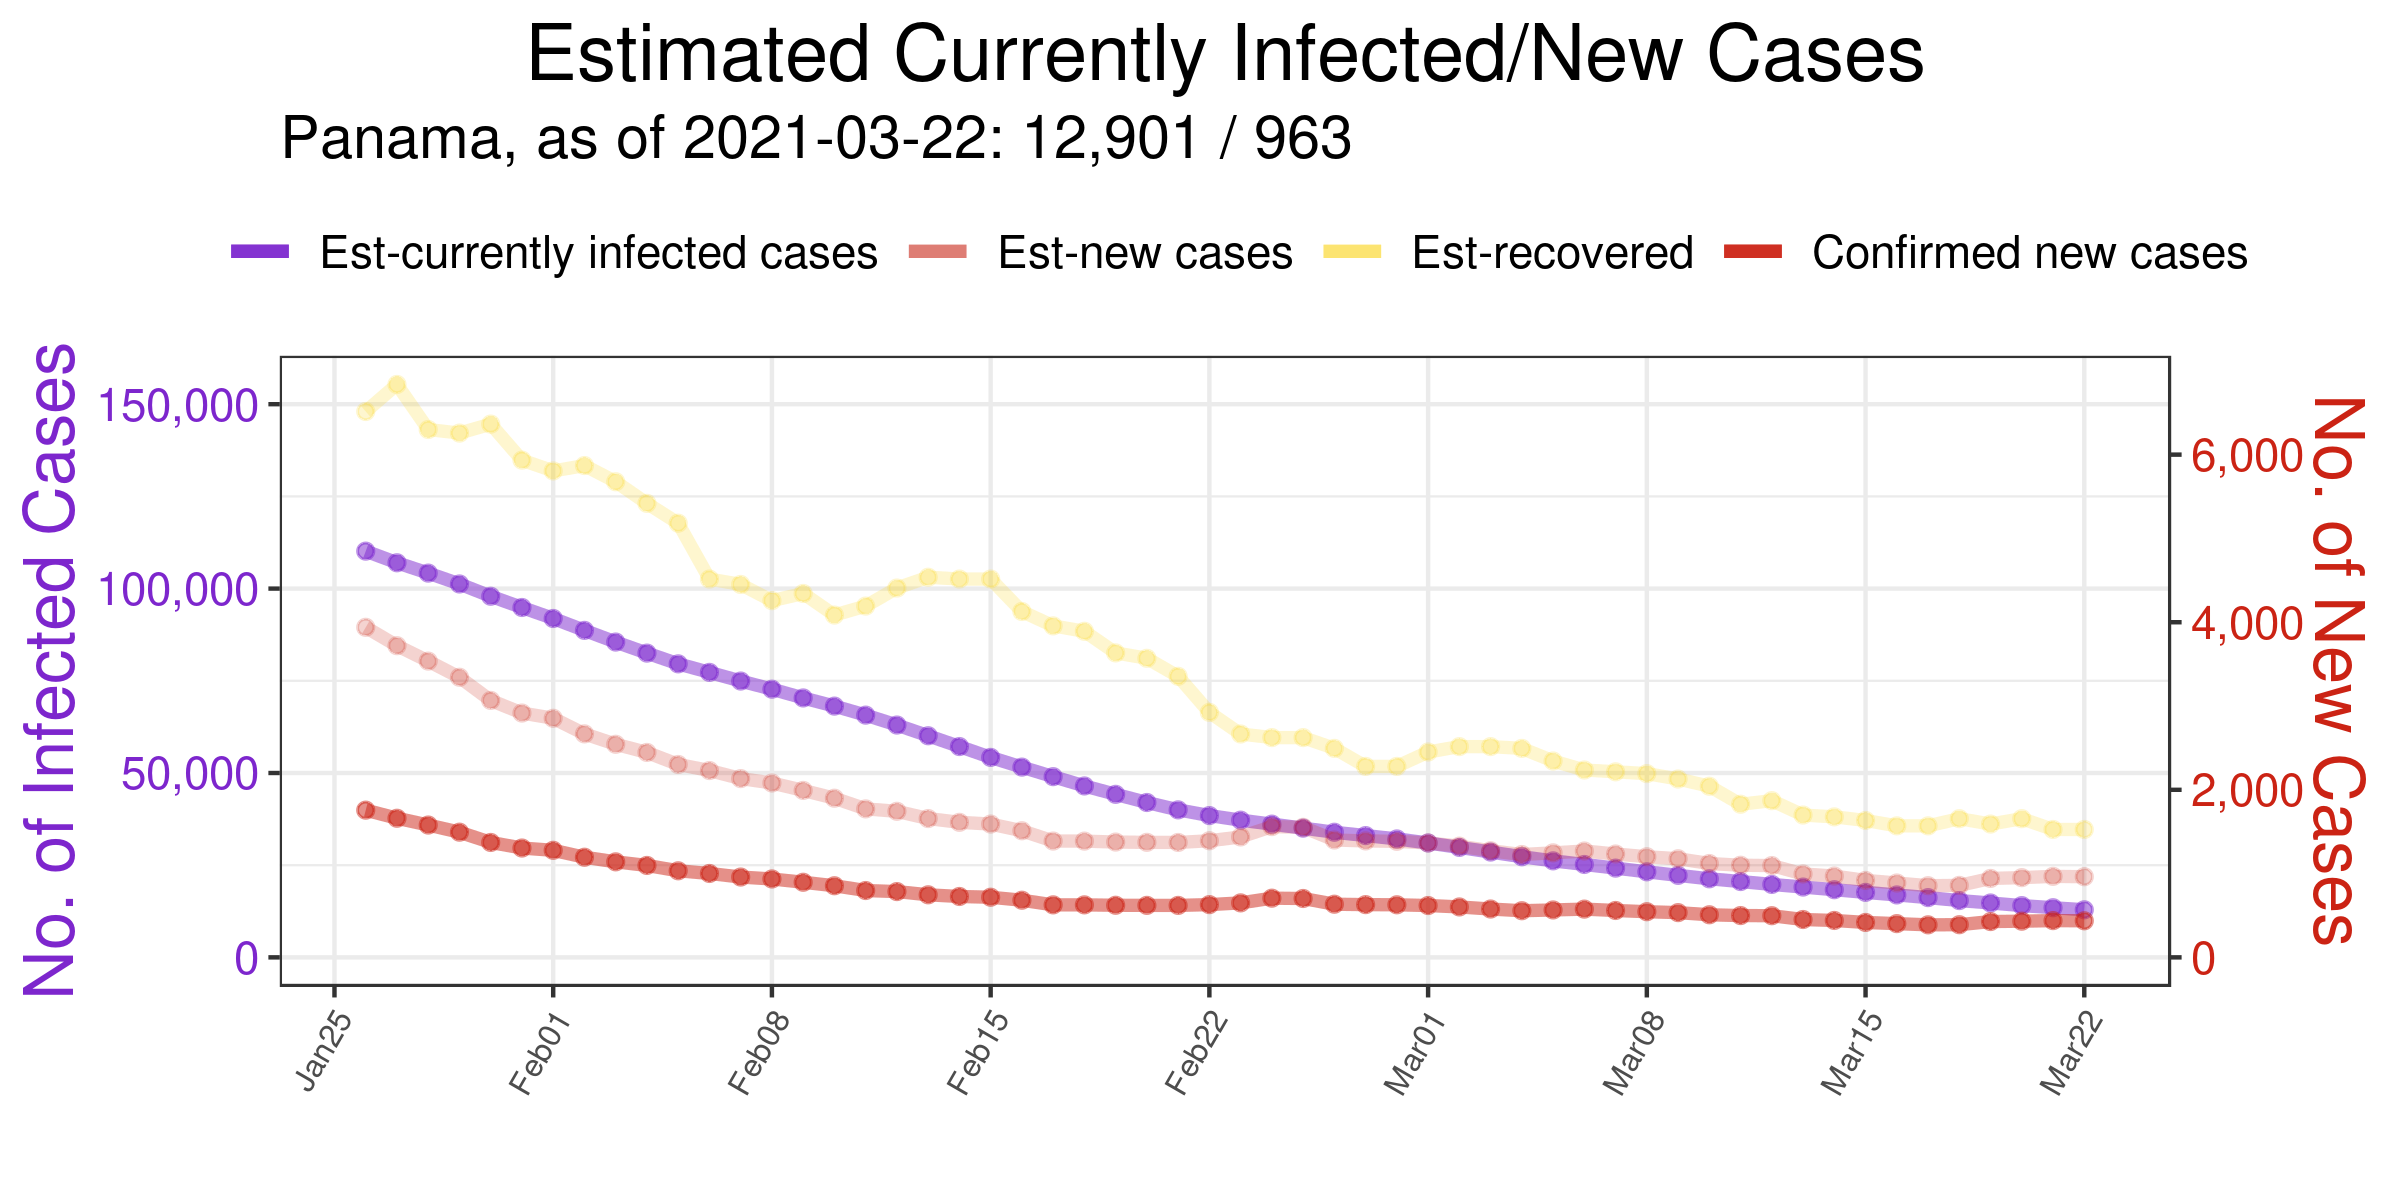 Estimated Currently Infected/New Cases
Panama, as of 2021-03-22: 12,901 / 963
Est-currently infected cases Est-new cases Est-recovered Confirmed new cases
No. of Infected Cases
150,000
100,000
50,000
0
6,000
4,000
2,000
0
No. of New Cases
Jan25 Feb01 Feb08 Feb15 Feb22 Mar01 Mar08 Mar15 Mar22